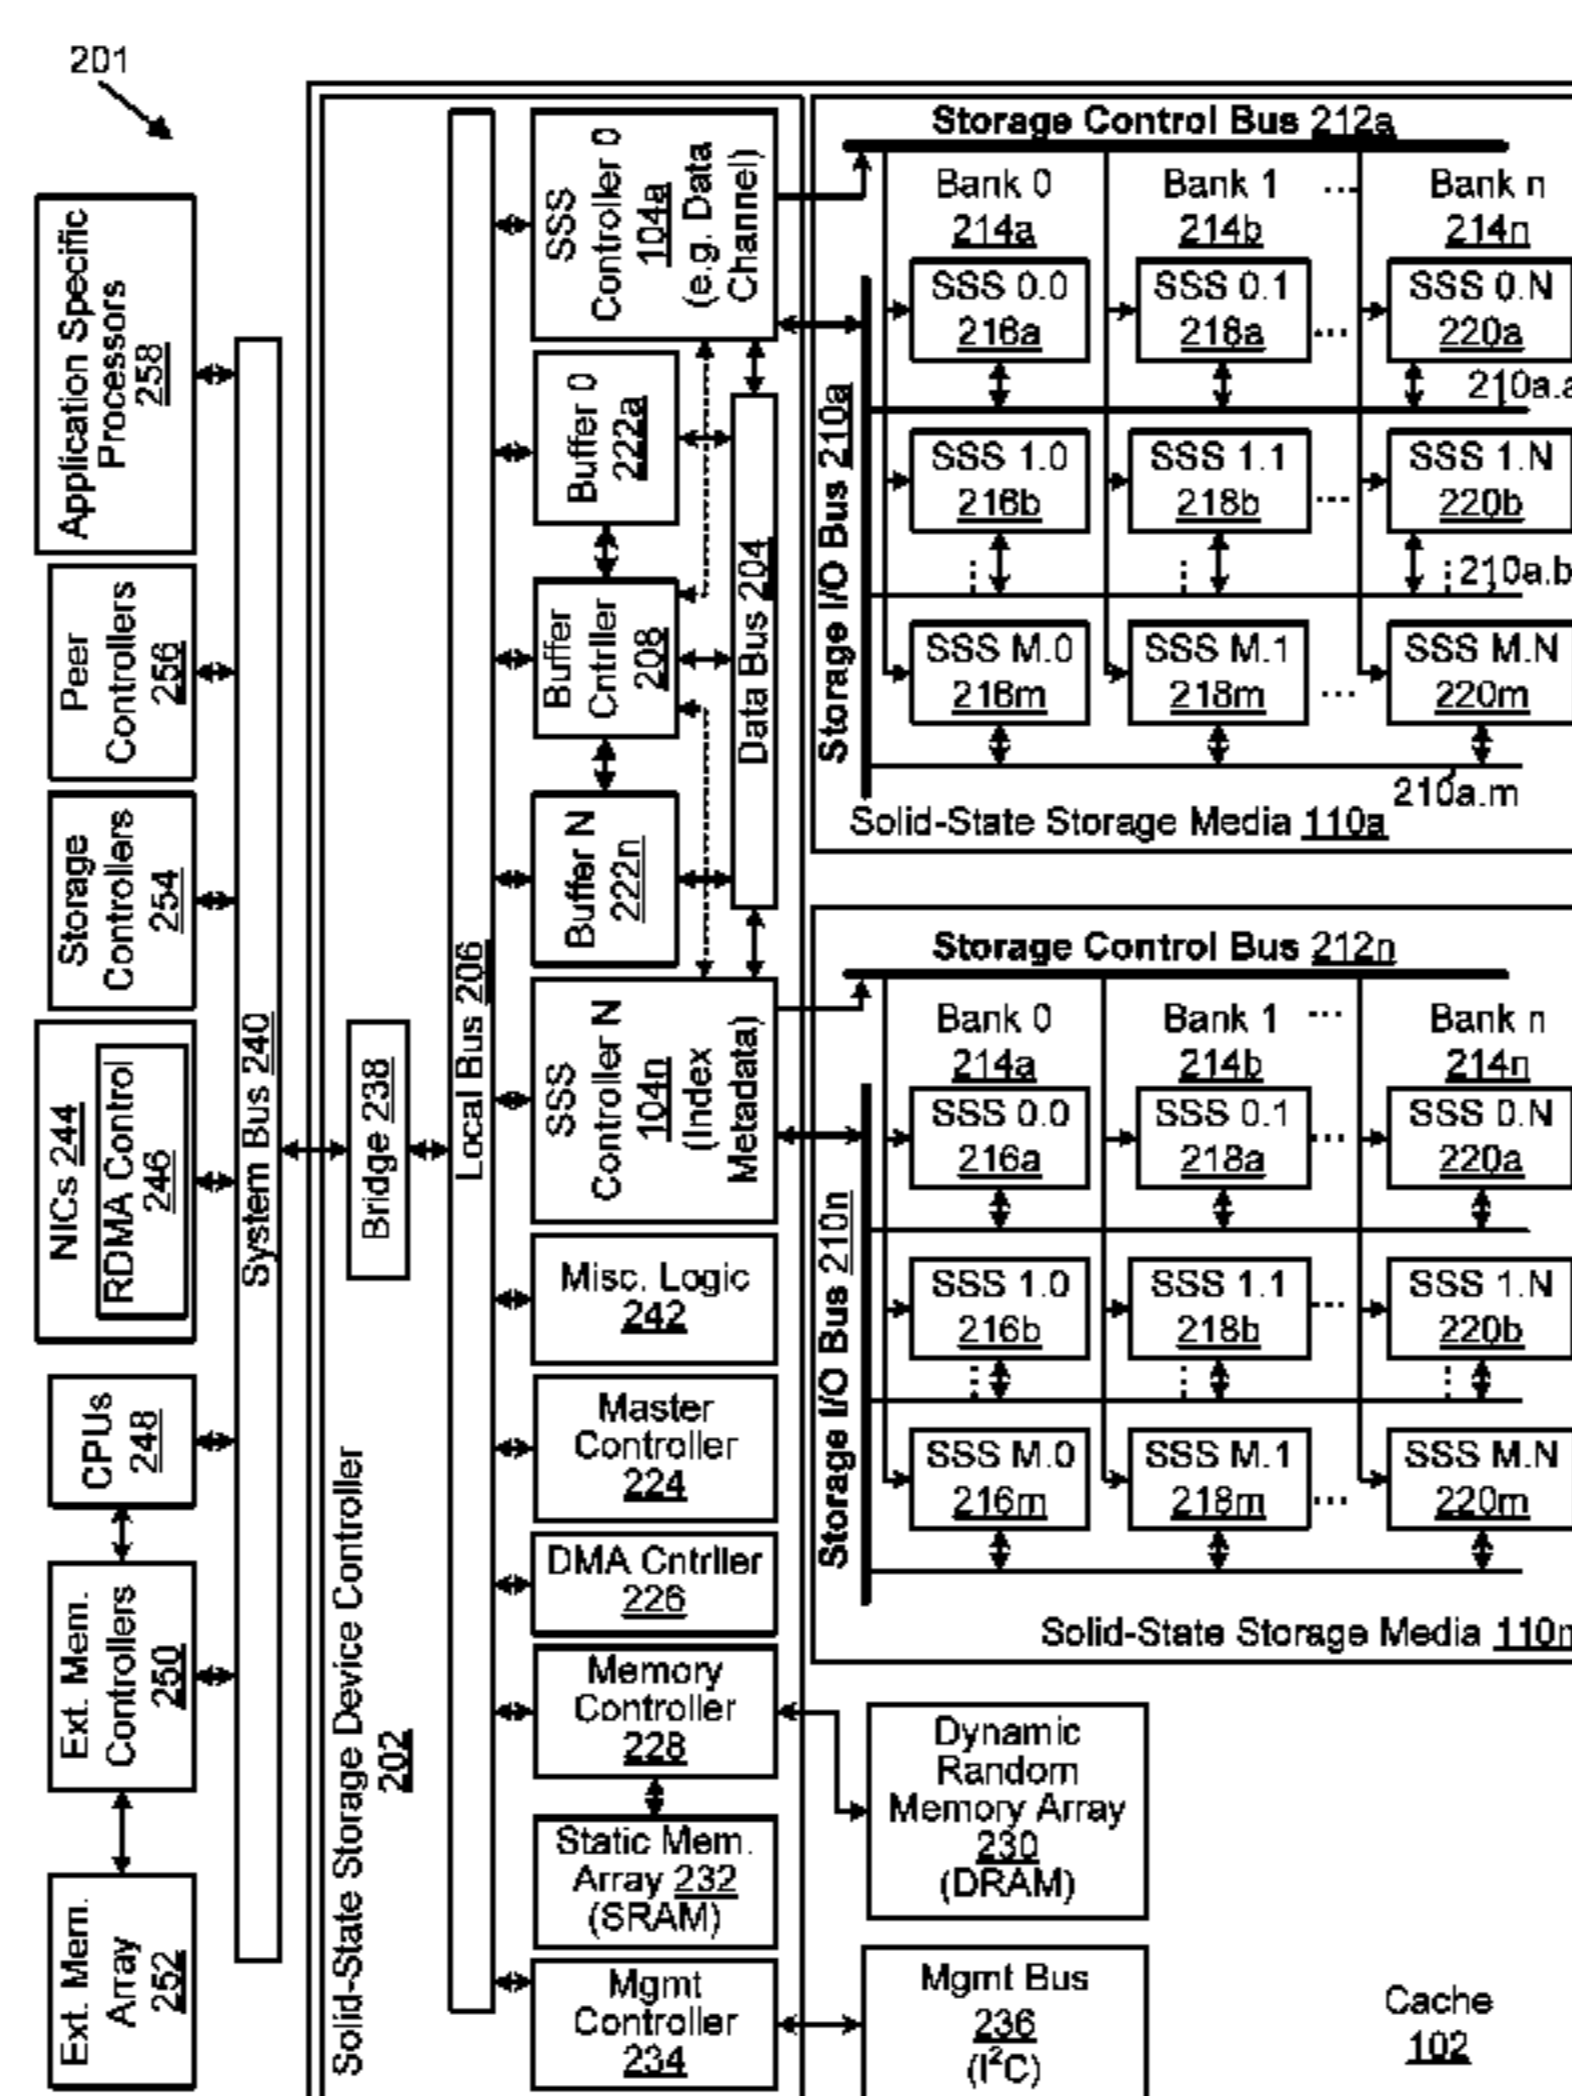 201
Application Specific
Processors
258
Peer
Controllers
256
Storage
Controllers
254
NICs 244
RDMA Control
246
CPUs
248
Ext. Mem.
Controllers
250
Ext. Mem.
Array
252
System Bus 240
Bridge 238
Solid-State Storage Device Controller
202
Local Bus 206
SSS
Controller 0
104a
(e.g. Data
Channel)
Buffer 0
222a
Buffer
Cntrller
208
Buffer N
222n
Data Bus 204
SSS
Controller N
104n
(Index
Metadata)
Misc. Logic
242
Master
Controller
224
DMA Cntrller
226
Memory
Controller
228
Static Mem.
Array 232
(SRAM)
Mgmt
Controller
234
Storage Control Bus 212a
Bank 0
214a
Bank 1
214b
...
Bank n
214n
Storage I/O Bus 210a
SSS 0.0
216a
SSS 0.1
218a
...
SSS 0.N
220a
210a.a
SSS 1.0
216b
SSS 1.1
218b
...
SSS 1.N
220b
210a.b
SSS M.0
216m
SSS M.1
218m
...
SSS M.N
220m
210a.m
Solid-State Storage Media 110a
Storage Control Bus 212n
Bank 0
214a
Bank 1
214b
...
Bank n
214n
Storage I/O Bus 210n
SSS 0.0
216a
SSS 0.1
218a
...
SSS 0.N
220a
SSS 1.0
216b
SSS 1.1
218b
...
SSS 1.N
220b
SSS M.0
216m
SSS M.1
218m
...
SSS M.N
220m
Solid-State Storage Media 110n
Dynamic
Random
Memory Array
230
(DRAM)
Mgmt Bus
236
(I²C)
Cache
102